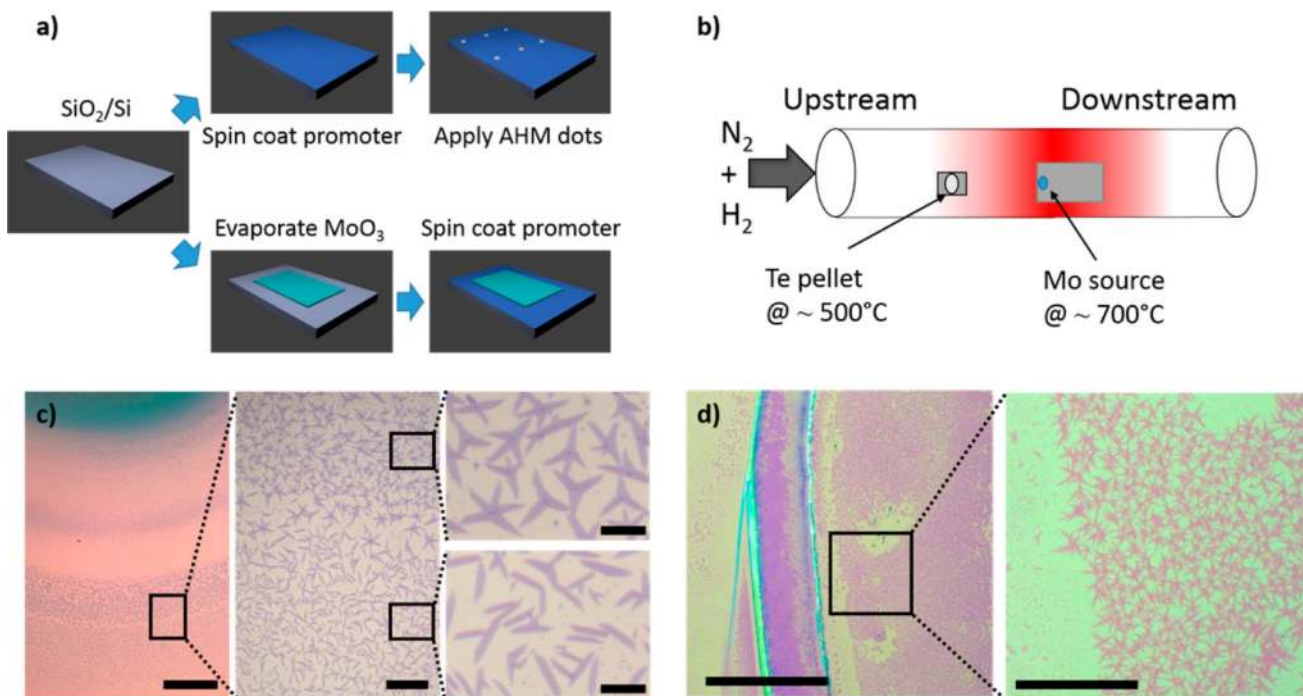 a)
SiO₂/Si
Spin coat promoter
Apply AHM dots
Evaporate MoO₃
Spin coat promoter
b)
Upstream
Downstream
N₂
+
H₂
Te pellet
@ ~ 500°C
Mo source
@ ~ 700°C
c)
d)